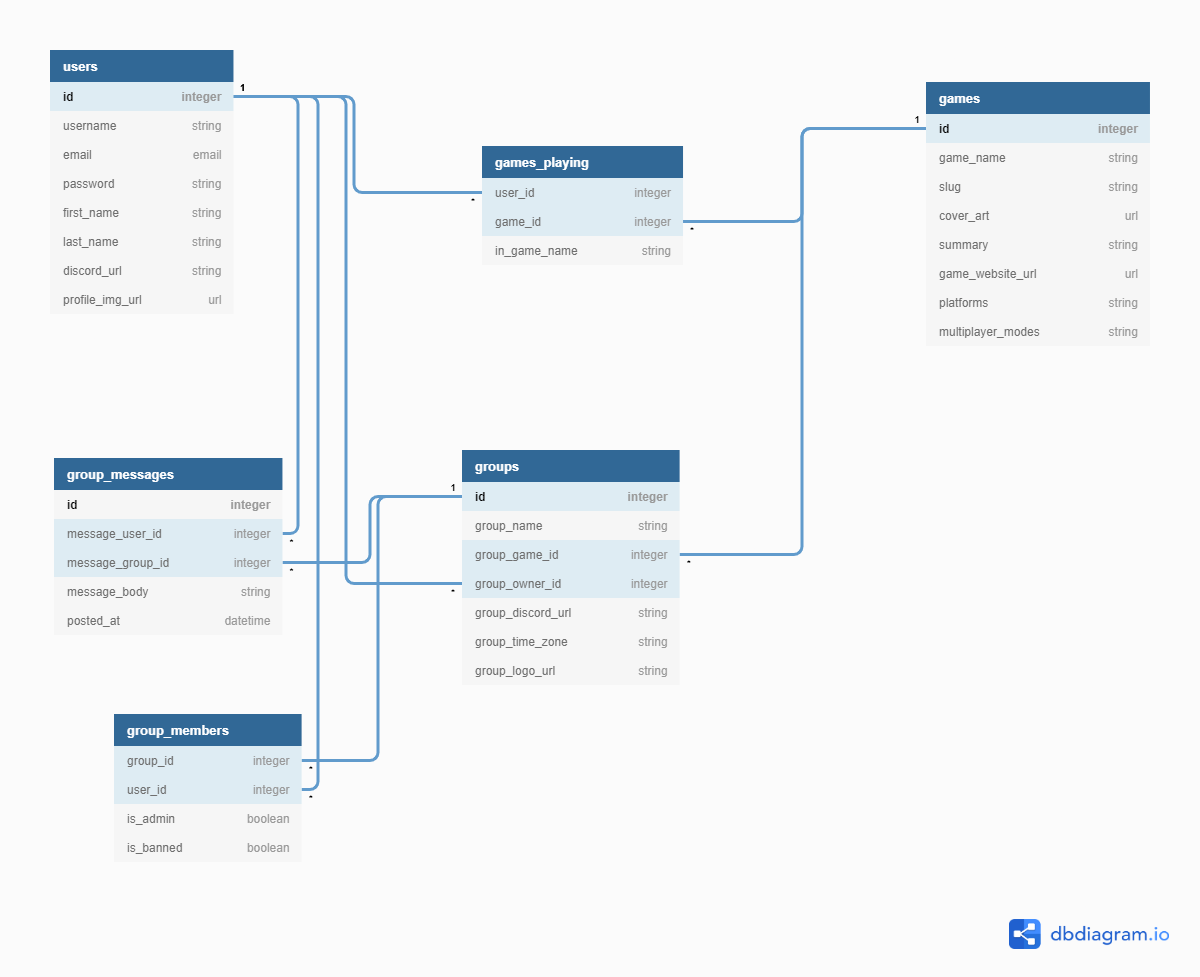 users
1
id integer
username string
email email
password string
first_name string
last_name string
discord_url string
profile_img_url url
games_playing
user_id integer
*
game_id integer
*
in_game_name string
games
1
id integer
game_name string
slug string
cover_art url
summary string
game_website_url url
platforms string
multiplayer_modes string
group_messages
id integer
message_user_id integer
*
message_group_id integer
*
message_body string
posted_at datetime
groups
1
id integer
group_name string
group_game_id integer
*
group_owner_id integer
*
group_discord_url string
group_time_zone string
group_logo_url string
group_members
group_id integer
*
user_id integer
*
is_admin boolean
is_banned boolean
dbdiagram.io